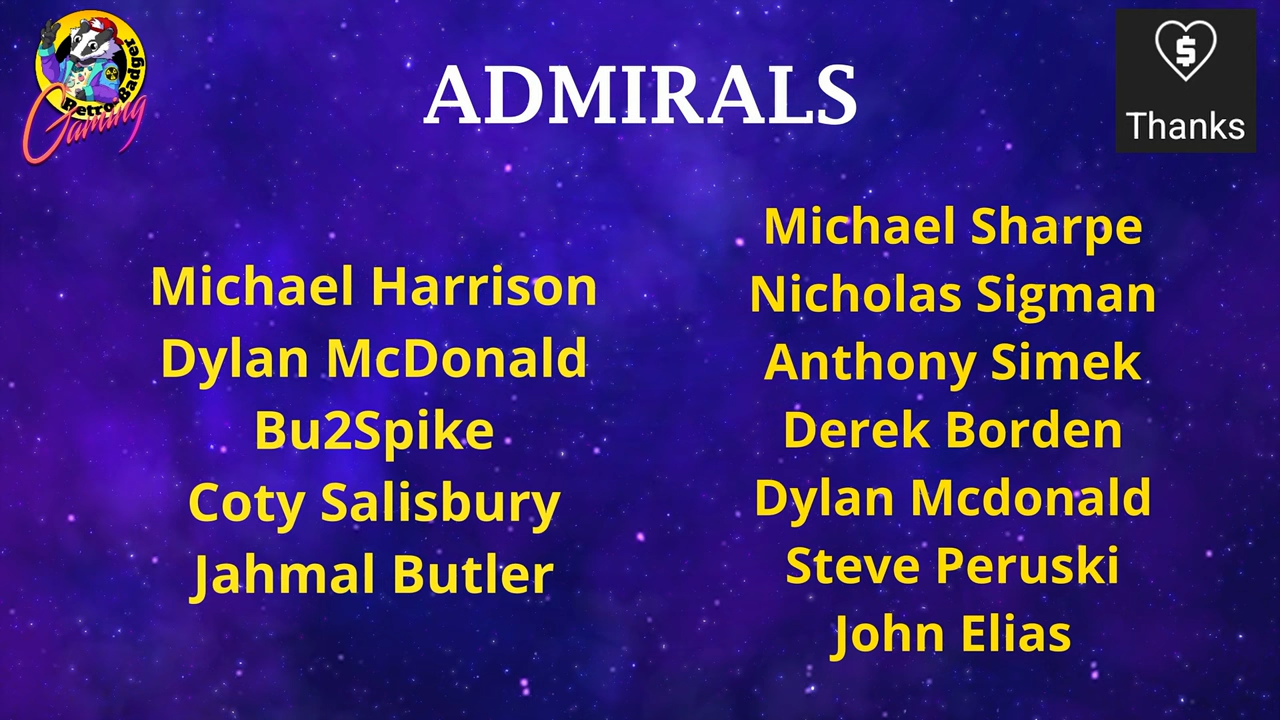 Retro Badger
Gaming
ADMIRALS
$
Thanks
Michael Harrison
Dylan McDonald
Bu2Spike
Coty Salisbury
Jahmal Butler
Michael Sharpe
Nicholas Sigman
Anthony Simek
Derek Borden
Dylan Mcdonald
Steve Peruski
John Elias